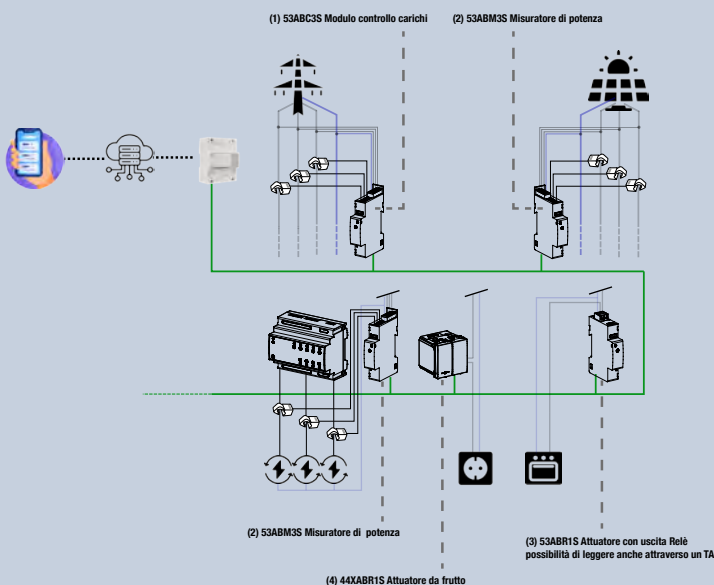 (1) 53ABC3S Modulo controllo carichi
(2) 53ABM3S Misuratore di potenza
(2) 53ABM3S Misuratore di potenza
(3) 53ABR1S Attuatore con uscita Relè
possibilità di leggere anche attraverso un TA
(4) 44XABR1S Attuatore da frutto